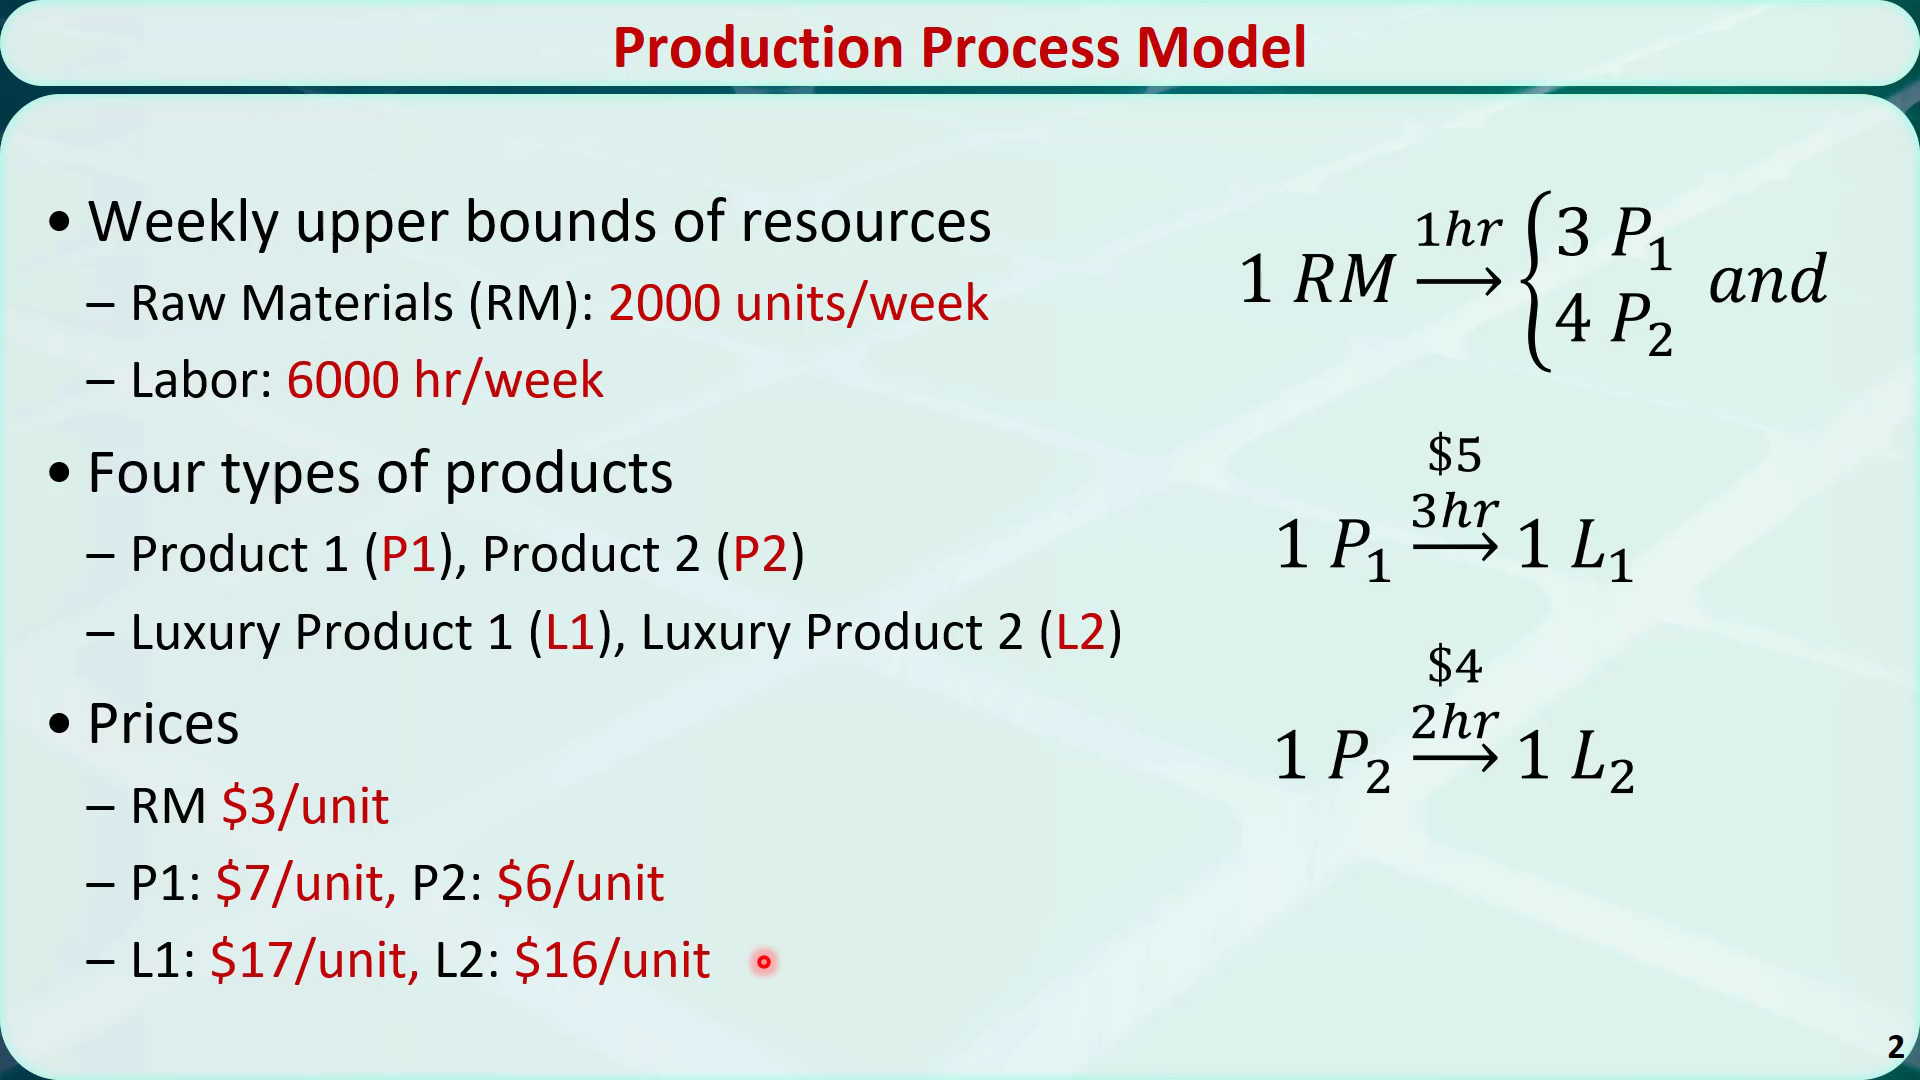 Production Process Model
• Weekly upper bounds of resources
– Raw Materials (RM): 2000 units/week
– Labor: 6000 hr/week
• Four types of products
– Product 1 (P1), Product 2 (P2)
– Luxury Product 1 (L1), Luxury Product 2 (L2)
• Prices
– RM $3/unit
– P1: $7/unit, P2: $6/unit
– L1: $17/unit, L2: $16/unit
1hr
1 RM ⟶ { 3 P₁ and
4 P₂
$5
3hr
1 P₁ ⟶ 1 L₁
$4
2hr
1 P₂ ⟶ 1 L₂
2